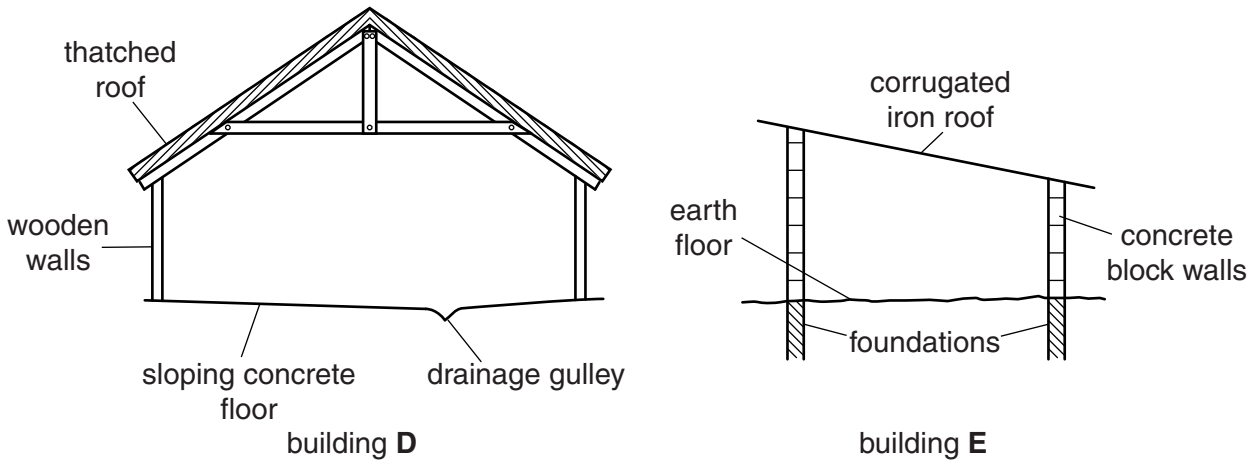 thatched
roof
wooden
walls
sloping concrete
floor
drainage gulley
building D
corrugated
iron roof
earth
floor
concrete
block walls
foundations
building E